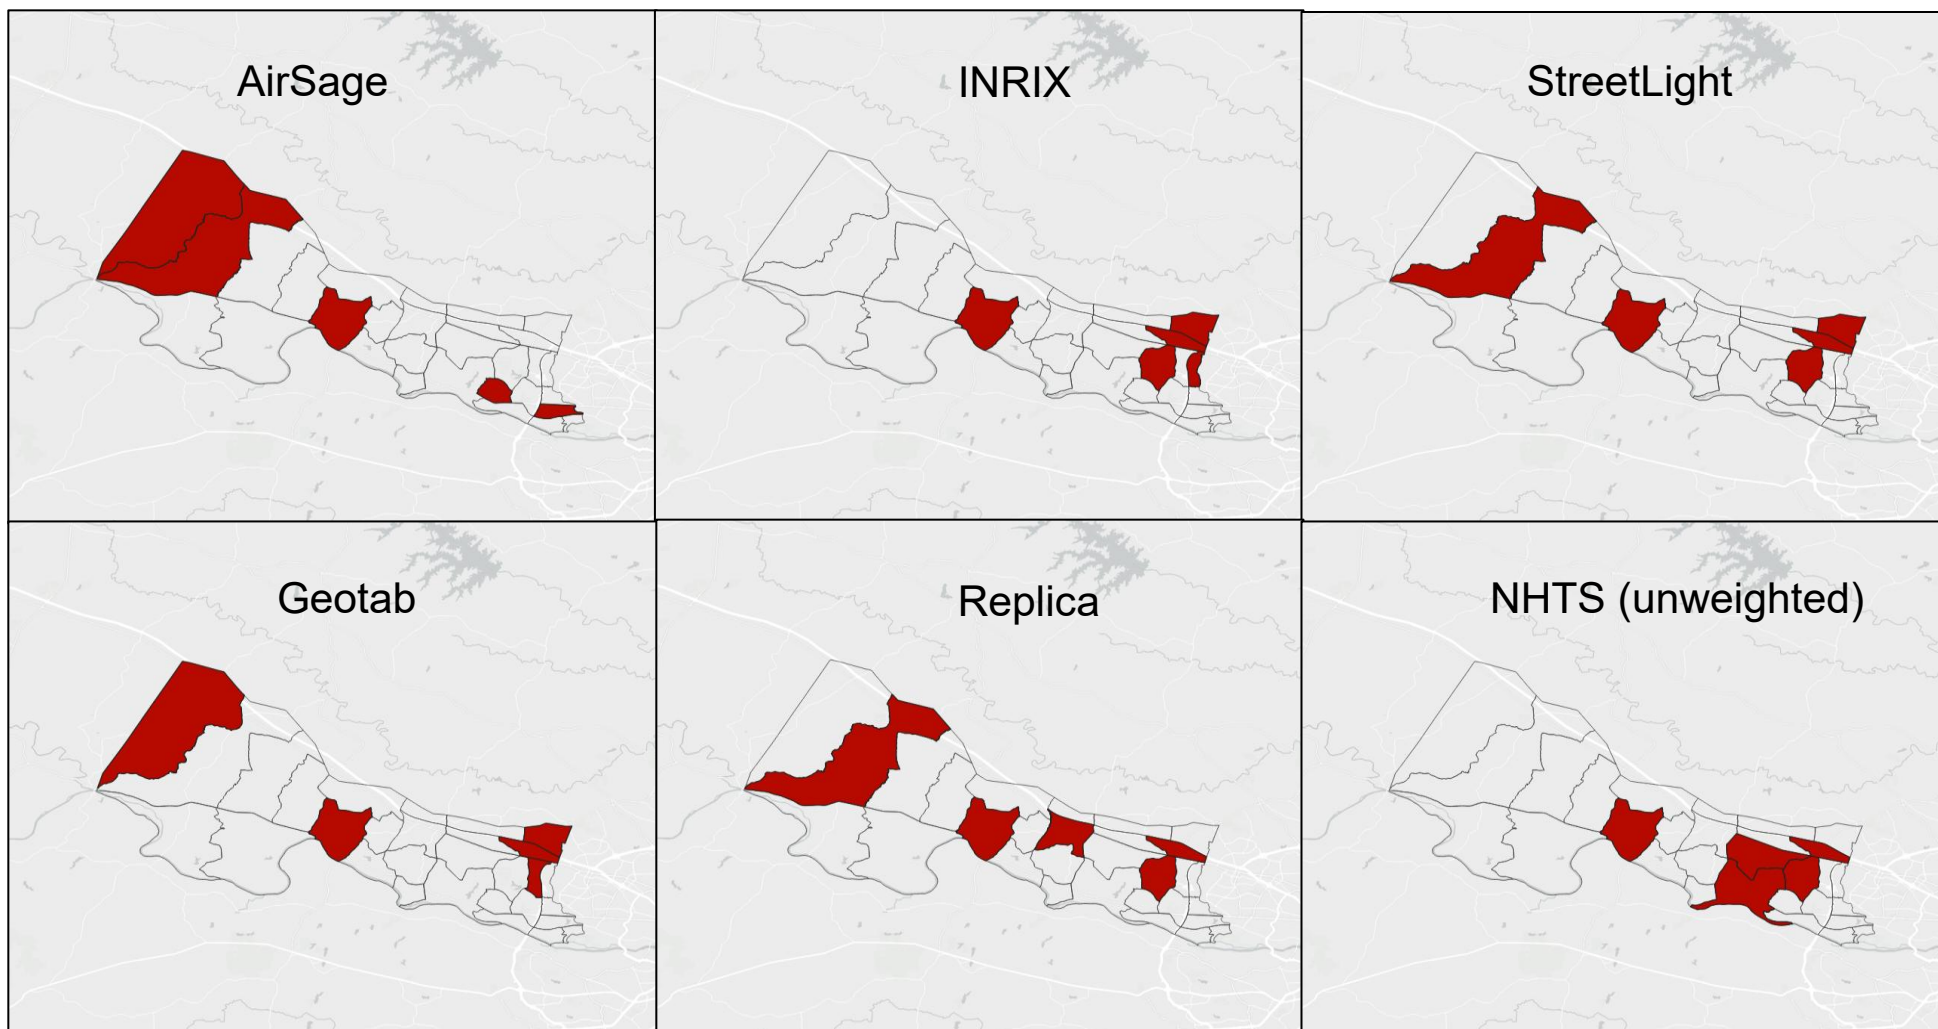 AirSage
INRIX
StreetLight
Geotab
Replica
NHTS (unweighted)